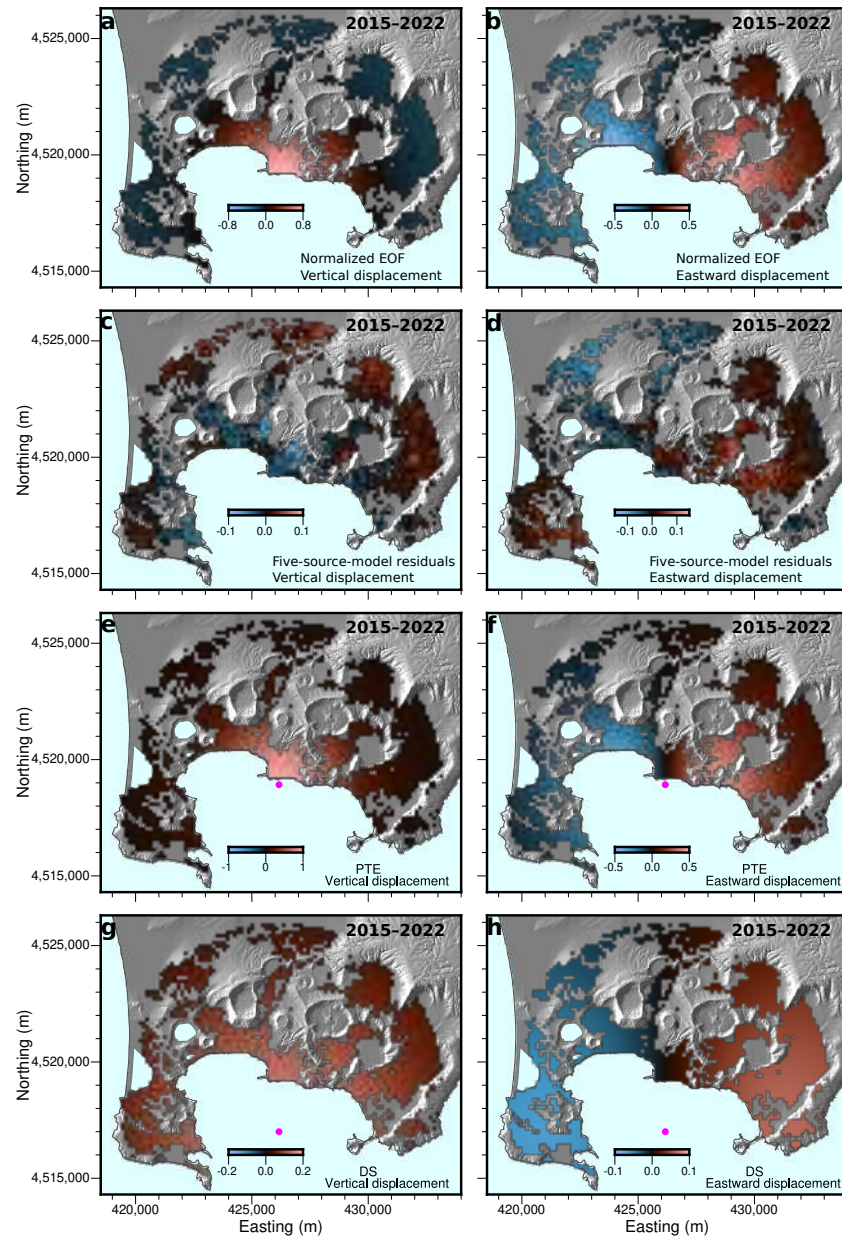 a 2015–2022
b 2015–2022
4,525,000
Northing (m)
4,520,000
-0.8 0.0 0.8
-0.5 0.0 0.5
Normalized EOF
Vertical displacement
Normalized EOF
Eastward displacement
4,515,000
c 2015–2022
d 2015–2022
4,525,000
Northing (m)
4,520,000
-0.1 0.0 0.1
-0.1 0.0 0.1
Five-source-model residuals
Vertical displacement
Five-source-model residuals
Eastward displacement
4,515,000
e 2015–2022
f 2015–2022
4,525,000
Northing (m)
4,520,000
-1 0 1
-0.5 0.0 0.5
PTE
Vertical displacement
PTE
Eastward displacement
4,515,000
g 2015–2022
h 2015–2022
4,525,000
Northing (m)
4,520,000
-0.2 0.0 0.2
-0.1 0.0 0.1
DS
Vertical displacement
DS
Eastward displacement
4,515,000
420,000 425,000 430,000
420,000 425,000 430,000
Easting (m)
Easting (m)